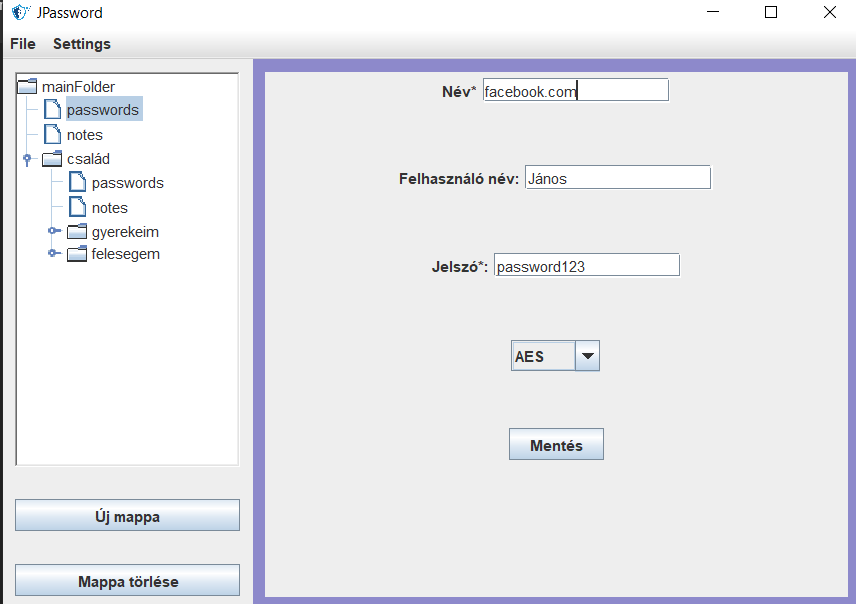 JPassword
File Settings
mainFolder
passwords
notes
család
passwords
notes
gyerekeim
felesegem
Új mappa
Mappa törlése
Név* facebook.com
Felhasználó név: János
Jelszó*: password123
AES
Mentés